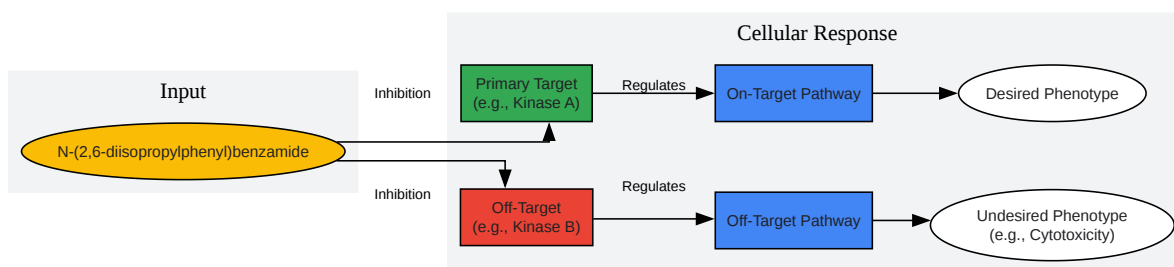 Cellular Response
Input
Inhibition
Primary Target
(e.g., Kinase A)
Regulates
On-Target Pathway
Desired Phenotype
N-(2,6-diisopropylphenyl)benzamide
Inhibition
Off-Target
(e.g., Kinase B)
Regulates
Off-Target Pathway
Undesired Phenotype
(e.g., Cytotoxicity)